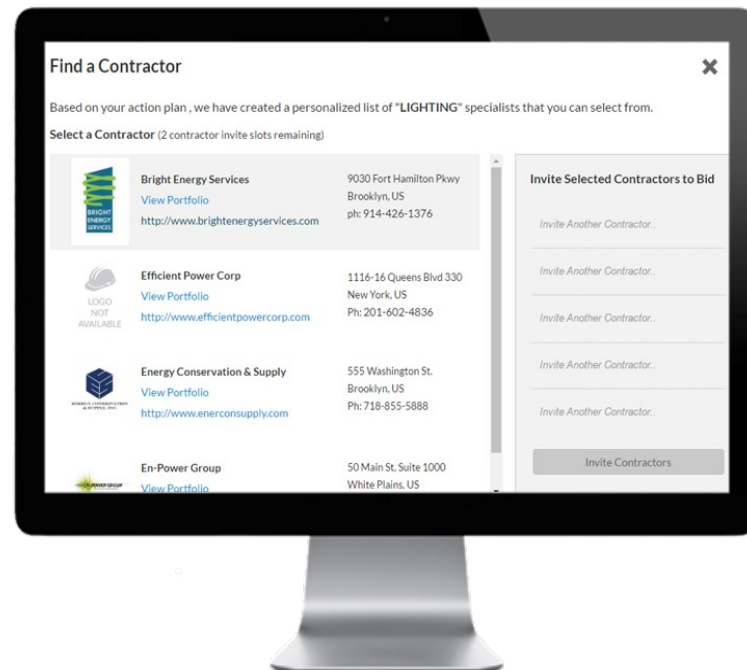 Find a Contractor
Based on your action plan , we have created a personalized list of "LIGHTING" specialists that you can select from.
Select a Contractor (2 contractor invite slots remaining)
BRIGHT
ENERGY
SERVICES
Bright Energy Services
View Portfolio
http://www.brightenergyservices.com
9030 Fort Hamilton Pkwy
Brooklyn, US
ph: 914-426-1376
LOGO
NOT
AVAILABLE
Efficient Power Corp
View Portfolio
http://www.efficientpowercorp.com
1116-16 Queens Blvd 330
New York, US
Ph: 201-602-4836
ENERGY CONSERVATION
& SUPPLY, INC.
Energy Conservation & Supply
View Portfolio
http://www.enerconsupply.com
555 Washington St.
Brooklyn, US
Ph: 718-855-5888
En-Power Group
View Portfolio
50 Main St, Suite 1000
White Plains, US
Invite Selected Contractors to Bid
Invite Another Contractor..
Invite Another Contractor..
Invite Another Contractor..
Invite Another Contractor..
Invite Another Contractor..
Invite Contractors